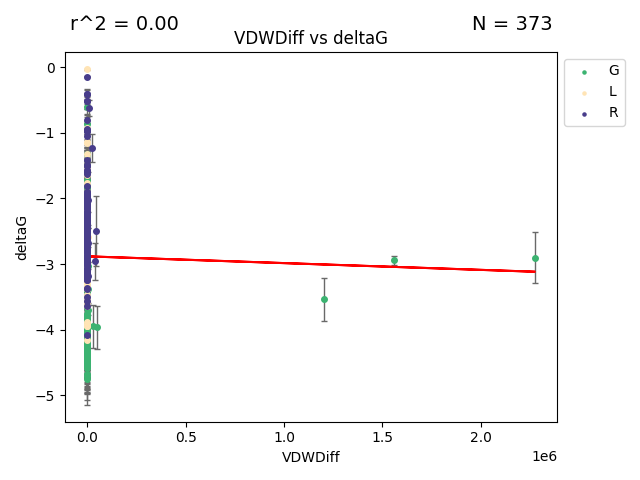 r^2 = 0.00
N = 373
VDWDiff vs deltaG
G
L
R
0
−1
−2
−3
−4
−5
deltaG
0.0
0.5
1.0
1.5
2.0
1e6
VDWDiff